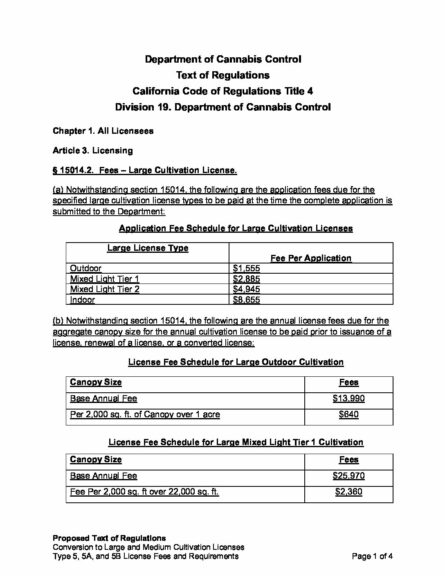 Department of Cannabis Control
Text of Regulations
California Code of Regulations Title 4
Division 19. Department of Cannabis Control
Chapter 1. All Licensees
Article 3. Licensing
§ 15014.2. Fees – Large Cultivation License.
(a) Notwithstanding section 15014, the following are the application fees due for the
specified large cultivation license types to be paid at the time the complete application is
submitted to the Department:
Application Fee Schedule for Large Cultivation Licenses
Large License Type
Fee Per Application
Outdoor $1,555
Mixed Light Tier 1 $2,885
Mixed Light Tier 2 $4,945
Indoor $8,655
(b) Notwithstanding section 15014, the following are the annual license fees due for the
aggregate canopy size for the annual cultivation license to be paid prior to issuance of a
license, renewal of a license, or a converted license:
License Fee Schedule for Large Outdoor Cultivation
Canopy Size Fees
Base Annual Fee $13,990
Per 2,000 sq. ft. of Canopy over 1 acre $640
License Fee Schedule for Large Mixed Light Tier 1 Cultivation
Canopy Size Fees
Base Annual Fee $25,970
Fee Per 2,000 sq. ft over 22,000 sq. ft. $2,360
Proposed Text of Regulations
Conversion to Large and Medium Cultivation Licenses
Type 5, 5A, and 5B License Fees and Requirements Page 1 of 4